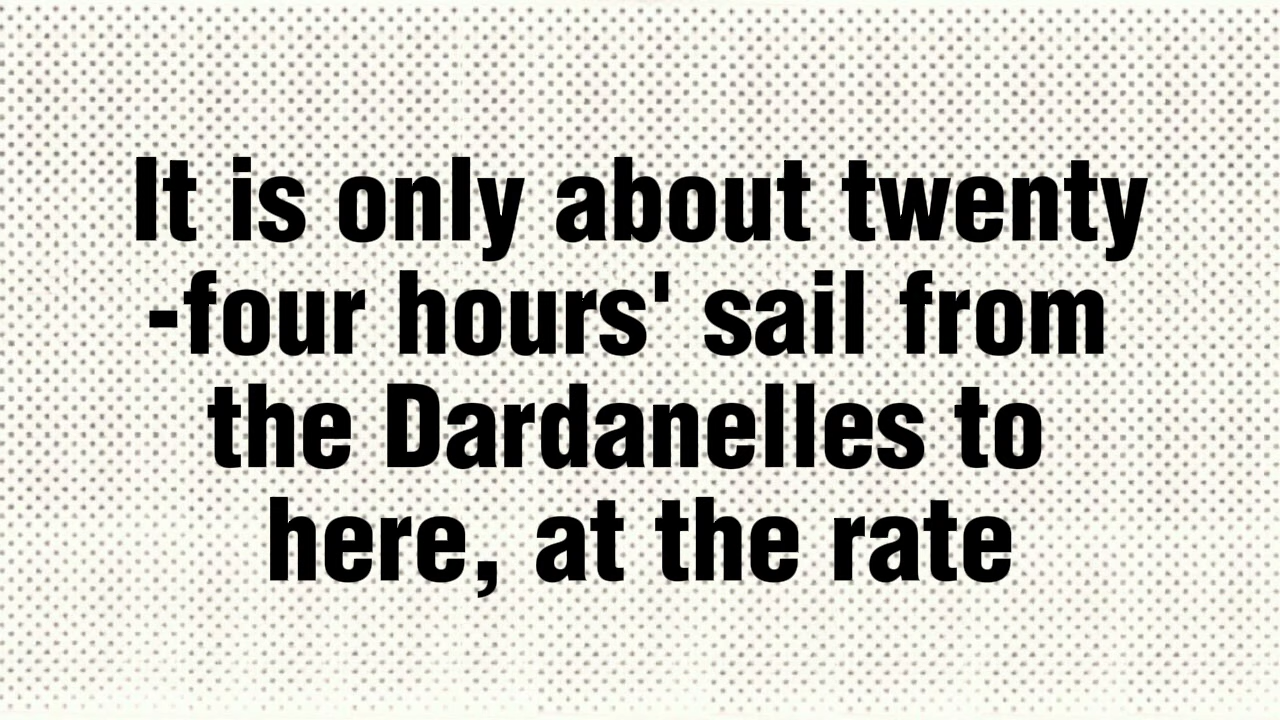 It is only about twenty
-four hours' sail from
the Dardanelles to
here, at the rate